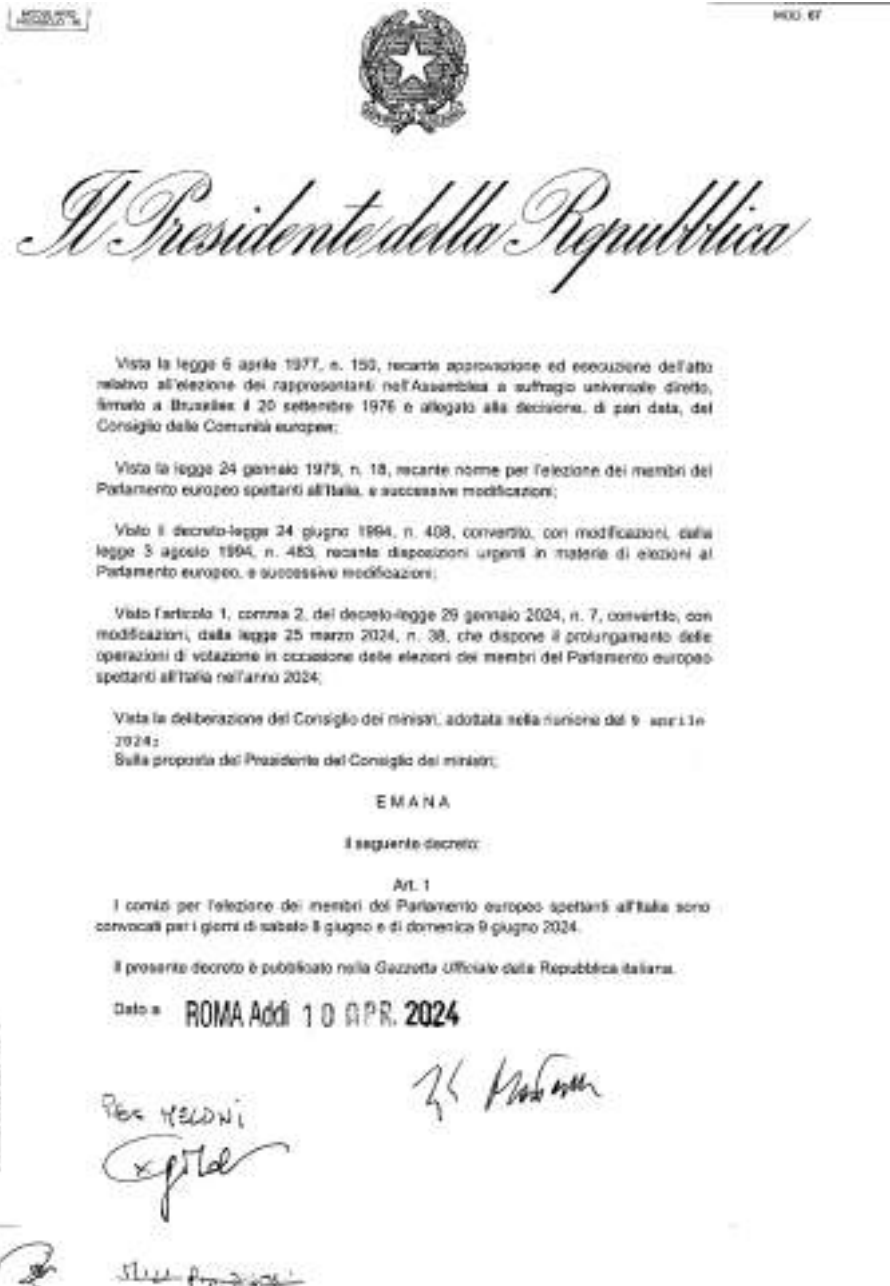 MOD. 67
Il Presidente della Repubblica
Vista la legge 6 aprile 1977, n. 150, recante approvazione ed esecuzione dell'atto
relativo all'elezione dei rappresentanti nell'Assemblea a suffragio universale diretto,
firmato a Bruxelles il 20 settembre 1976 e allegato alla decisione, di pari data, del
Consiglio delle Comunità europee;
Vista la legge 24 gennaio 1979, n. 18, recante norme per l'elezione dei membri del
Parlamento europeo spettanti all'Italia, e successive modificazioni;
Visto il decreto-legge 24 giugno 1994, n. 408, convertito, con modificazioni, dalla
legge 3 agosto 1994, n. 483, recante disposizioni urgenti in materia di elezioni al
Parlamento europeo, e successive modificazioni;
Visto l'articolo 1, comma 2, del decreto-legge 29 gennaio 2024, n. 7, convertito, con
modificazioni, dalla legge 25 marzo 2024, n. 38, che dispone il prolungamento delle
operazioni di votazione in occasione delle elezioni dei membri del Parlamento europeo
spettanti all'Italia nell'anno 2024;
Vista la deliberazione del Consiglio dei ministri, adottata nella riunione del 9 aprile
2024;
Sulla proposta del Presidente del Consiglio dei ministri;
EMANA
il seguente decreto:
Art. 1
I comizi per l'elezione dei membri del Parlamento europeo spettanti all'Italia sono
convocati per i giorni di sabato 8 giugno e di domenica 9 giugno 2024.
Il presente decreto è pubblicato nella Gazzetta Ufficiale della Repubblica italiana.
Dato a ROMA Addì 10 APR. 2024
MELONI